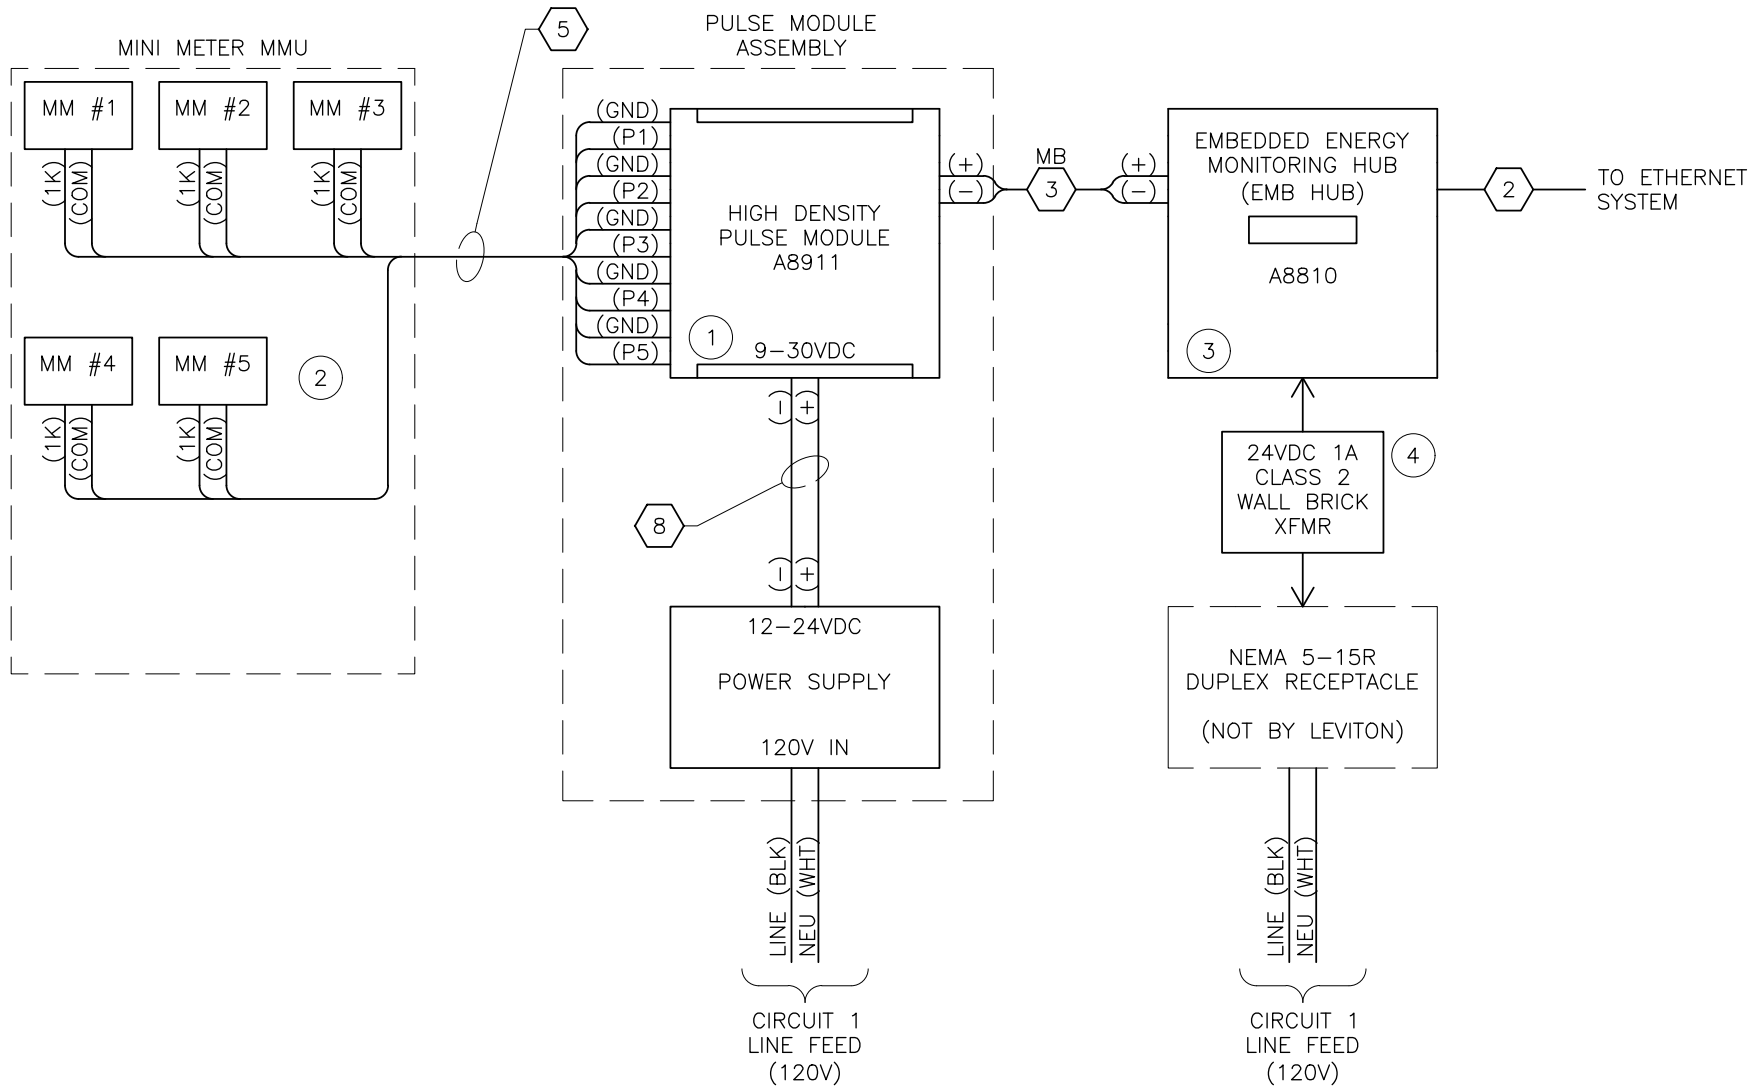 MINI METER MMU
MM #1
MM #2
MM #3
(1K)
(COM)
(1K)
(COM)
(1K)
(COM)
MM #4
MM #5
2
(1K)
(COM)
(1K)
(COM)
5
PULSE MODULE
ASSEMBLY
(GND)
(P1)
(GND)
(P2)
(GND)
(P3)
(GND)
(P4)
(GND)
(P5)
HIGH DENSITY
PULSE MODULE
A8911
1
9-30VDC
(+)
(-)
MB
3
(+)
(-)
EMBEDDED ENERGY
MONITORING HUB
(EMB HUB)
A8810
3
2
TO ETHERNET
SYSTEM
(-)
(+)
8
(-)
(+)
12-24VDC
POWER SUPPLY
120V IN
LINE (BLK)
NEU (WHT)
CIRCUIT 1
LINE FEED
(120V)
24VDC 1A
CLASS 2
WALL BRICK
XFMR
4
NEMA 5-15R
DUPLEX RECEPTACLE
(NOT BY LEVITON)
LINE (BLK)
NEU (WHT)
CIRCUIT 1
LINE FEED
(120V)